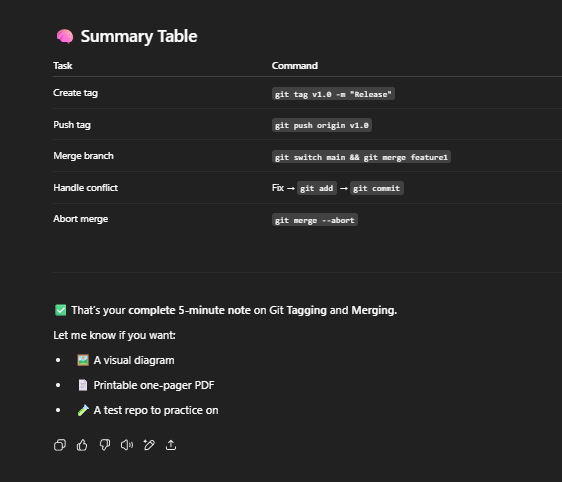 🧠 Summary Table
Task Command
Create tag git tag v1.0 -m "Release"
Push tag git push origin v1.0
Merge branch git switch main && git merge feature1
Handle conflict Fix → git add → git commit
Abort merge git merge --abort
✅ That's your complete 5-minute note on Git Tagging and Merging.
Let me know if you want:
• 🖼️ A visual diagram
• 📄 Printable one-pager PDF
• 🧪 A test repo to practice on